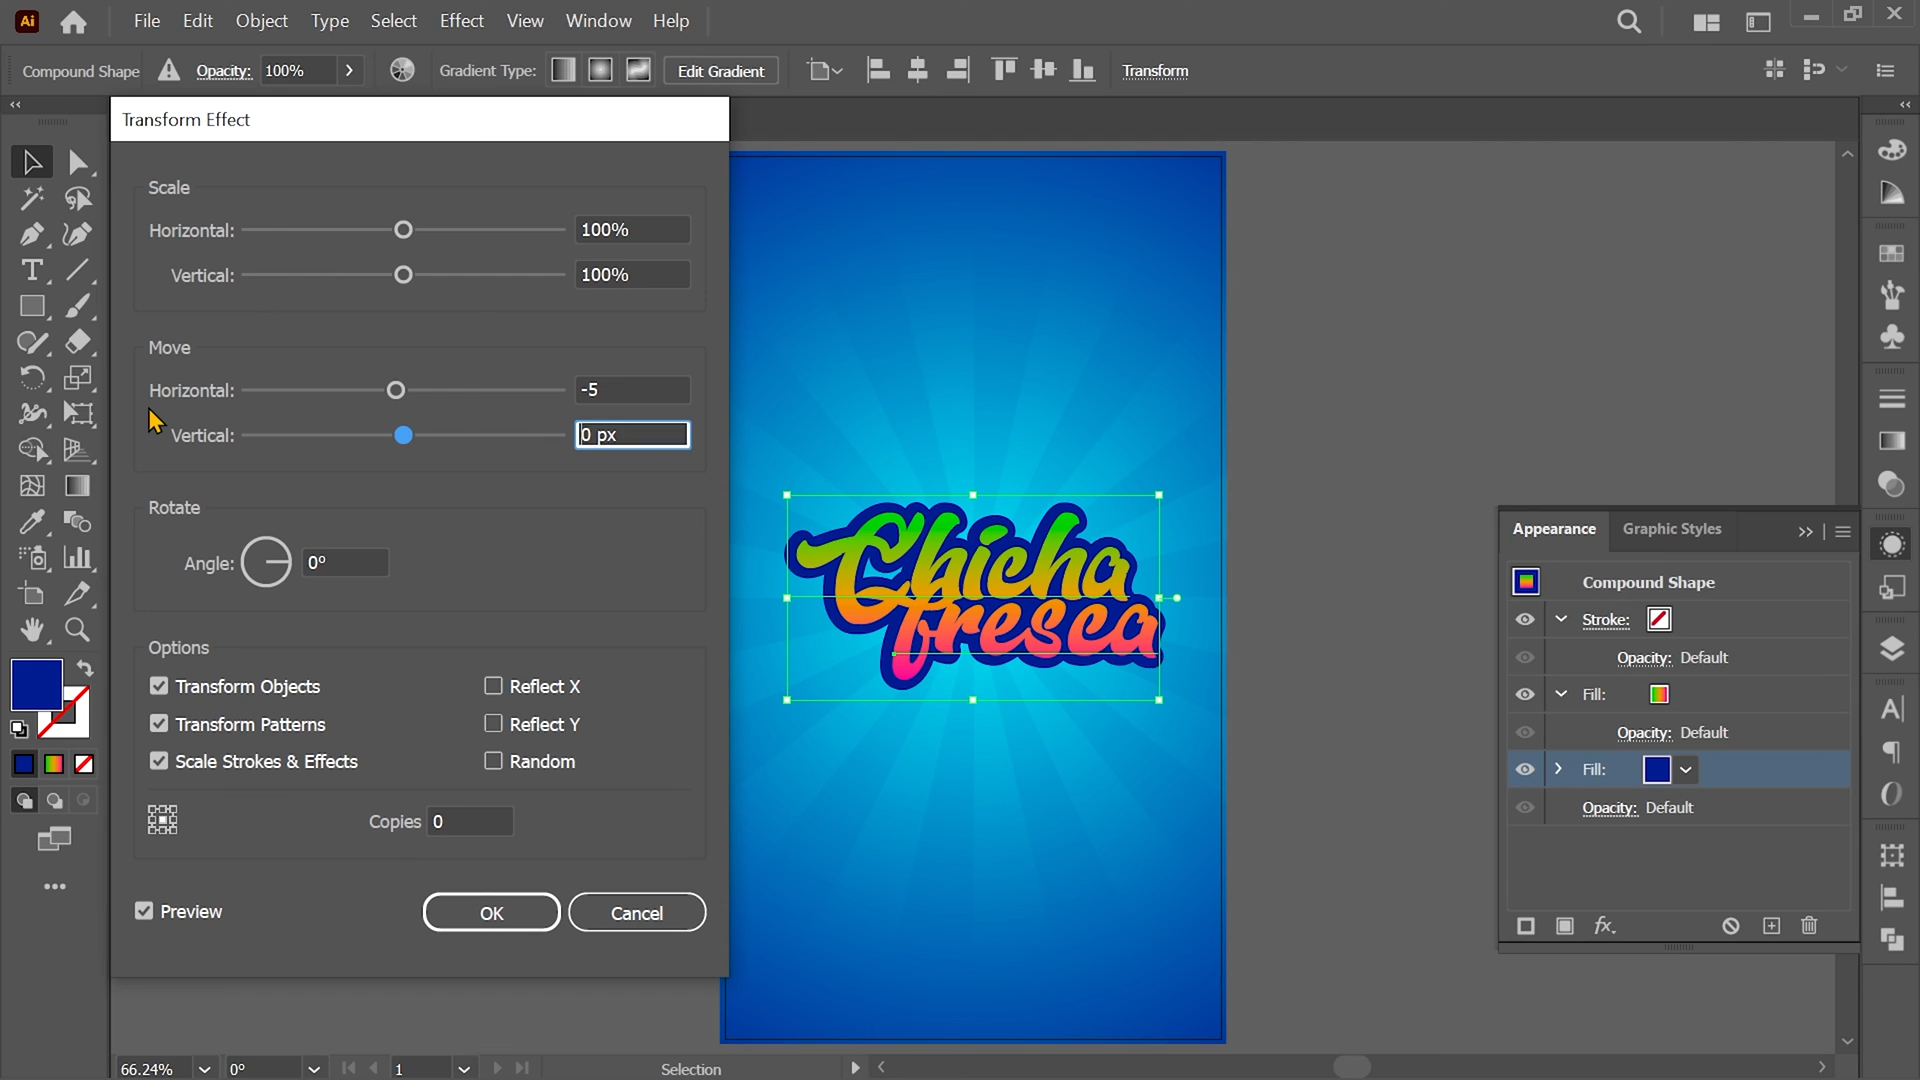 Ai File Edit Object Type Select Effect View Window Help
Compound Shape Opacity: 100% Gradient Type: Edit Gradient Transform
Transform Effect
Scale
Horizontal: 100%
Vertical: 100%
Move
Horizontal: -5
Vertical: 0 px
Rotate
Angle: 0°
Options
Transform Objects Reflect X
Transform Patterns Reflect Y
Scale Strokes & Effects Random
Copies 0
Preview OK Cancel
Chicha
fresca
Appearance Graphic Styles
Compound Shape
Stroke:
Opacity: Default
Fill:
Opacity: Default
Fill:
Opacity: Default
fx
66.24% 0° 1 Selection